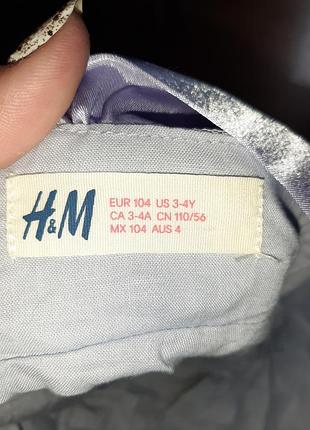 H&M
EUR 104 US 3-4Y
CA 3-4A CN 110/56
MX 104 AUS 4